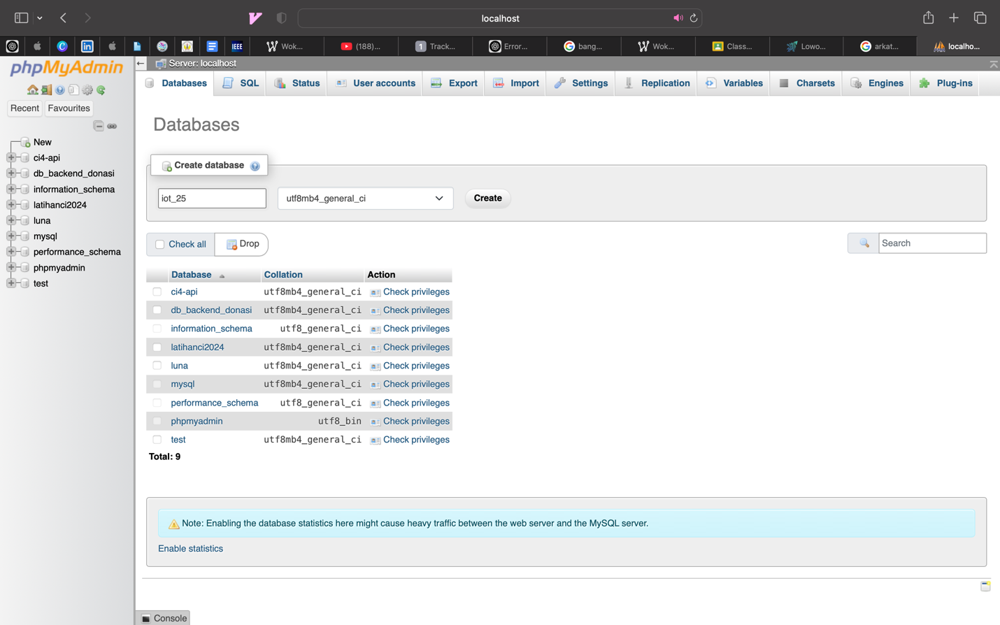 localhost
IEEE
Wok...
(188)...
1 Track...
Error...
bang...
Wok...
Class...
Lowo...
arkat...
localho...
phpMyAdmin
Recent
Favourites
New
ci4-api
db_backend_donasi
information_schema
latihanci2024
luna
mysql
performance_schema
phpmyadmin
test
Server: localhost
Databases
SQL
Status
User accounts
Export
Import
Settings
Replication
Variables
Charsets
Engines
Plug-ins
Databases
Create database
iot_25
utf8mb4_general_ci
Create
Check all
Drop
Search
Database Collation Action
ci4-api utf8mb4_general_ci Check privileges
db_backend_donasi utf8mb4_general_ci Check privileges
information_schema utf8_general_ci Check privileges
latihanci2024 utf8mb4_general_ci Check privileges
luna utf8mb4_general_ci Check privileges
mysql utf8mb4_general_ci Check privileges
performance_schema utf8_general_ci Check privileges
phpmyadmin utf8_bin Check privileges
test utf8mb4_general_ci Check privileges
Total: 9
Note: Enabling the database statistics here might cause heavy traffic between the web server and the MySQL server.
Enable statistics
Console